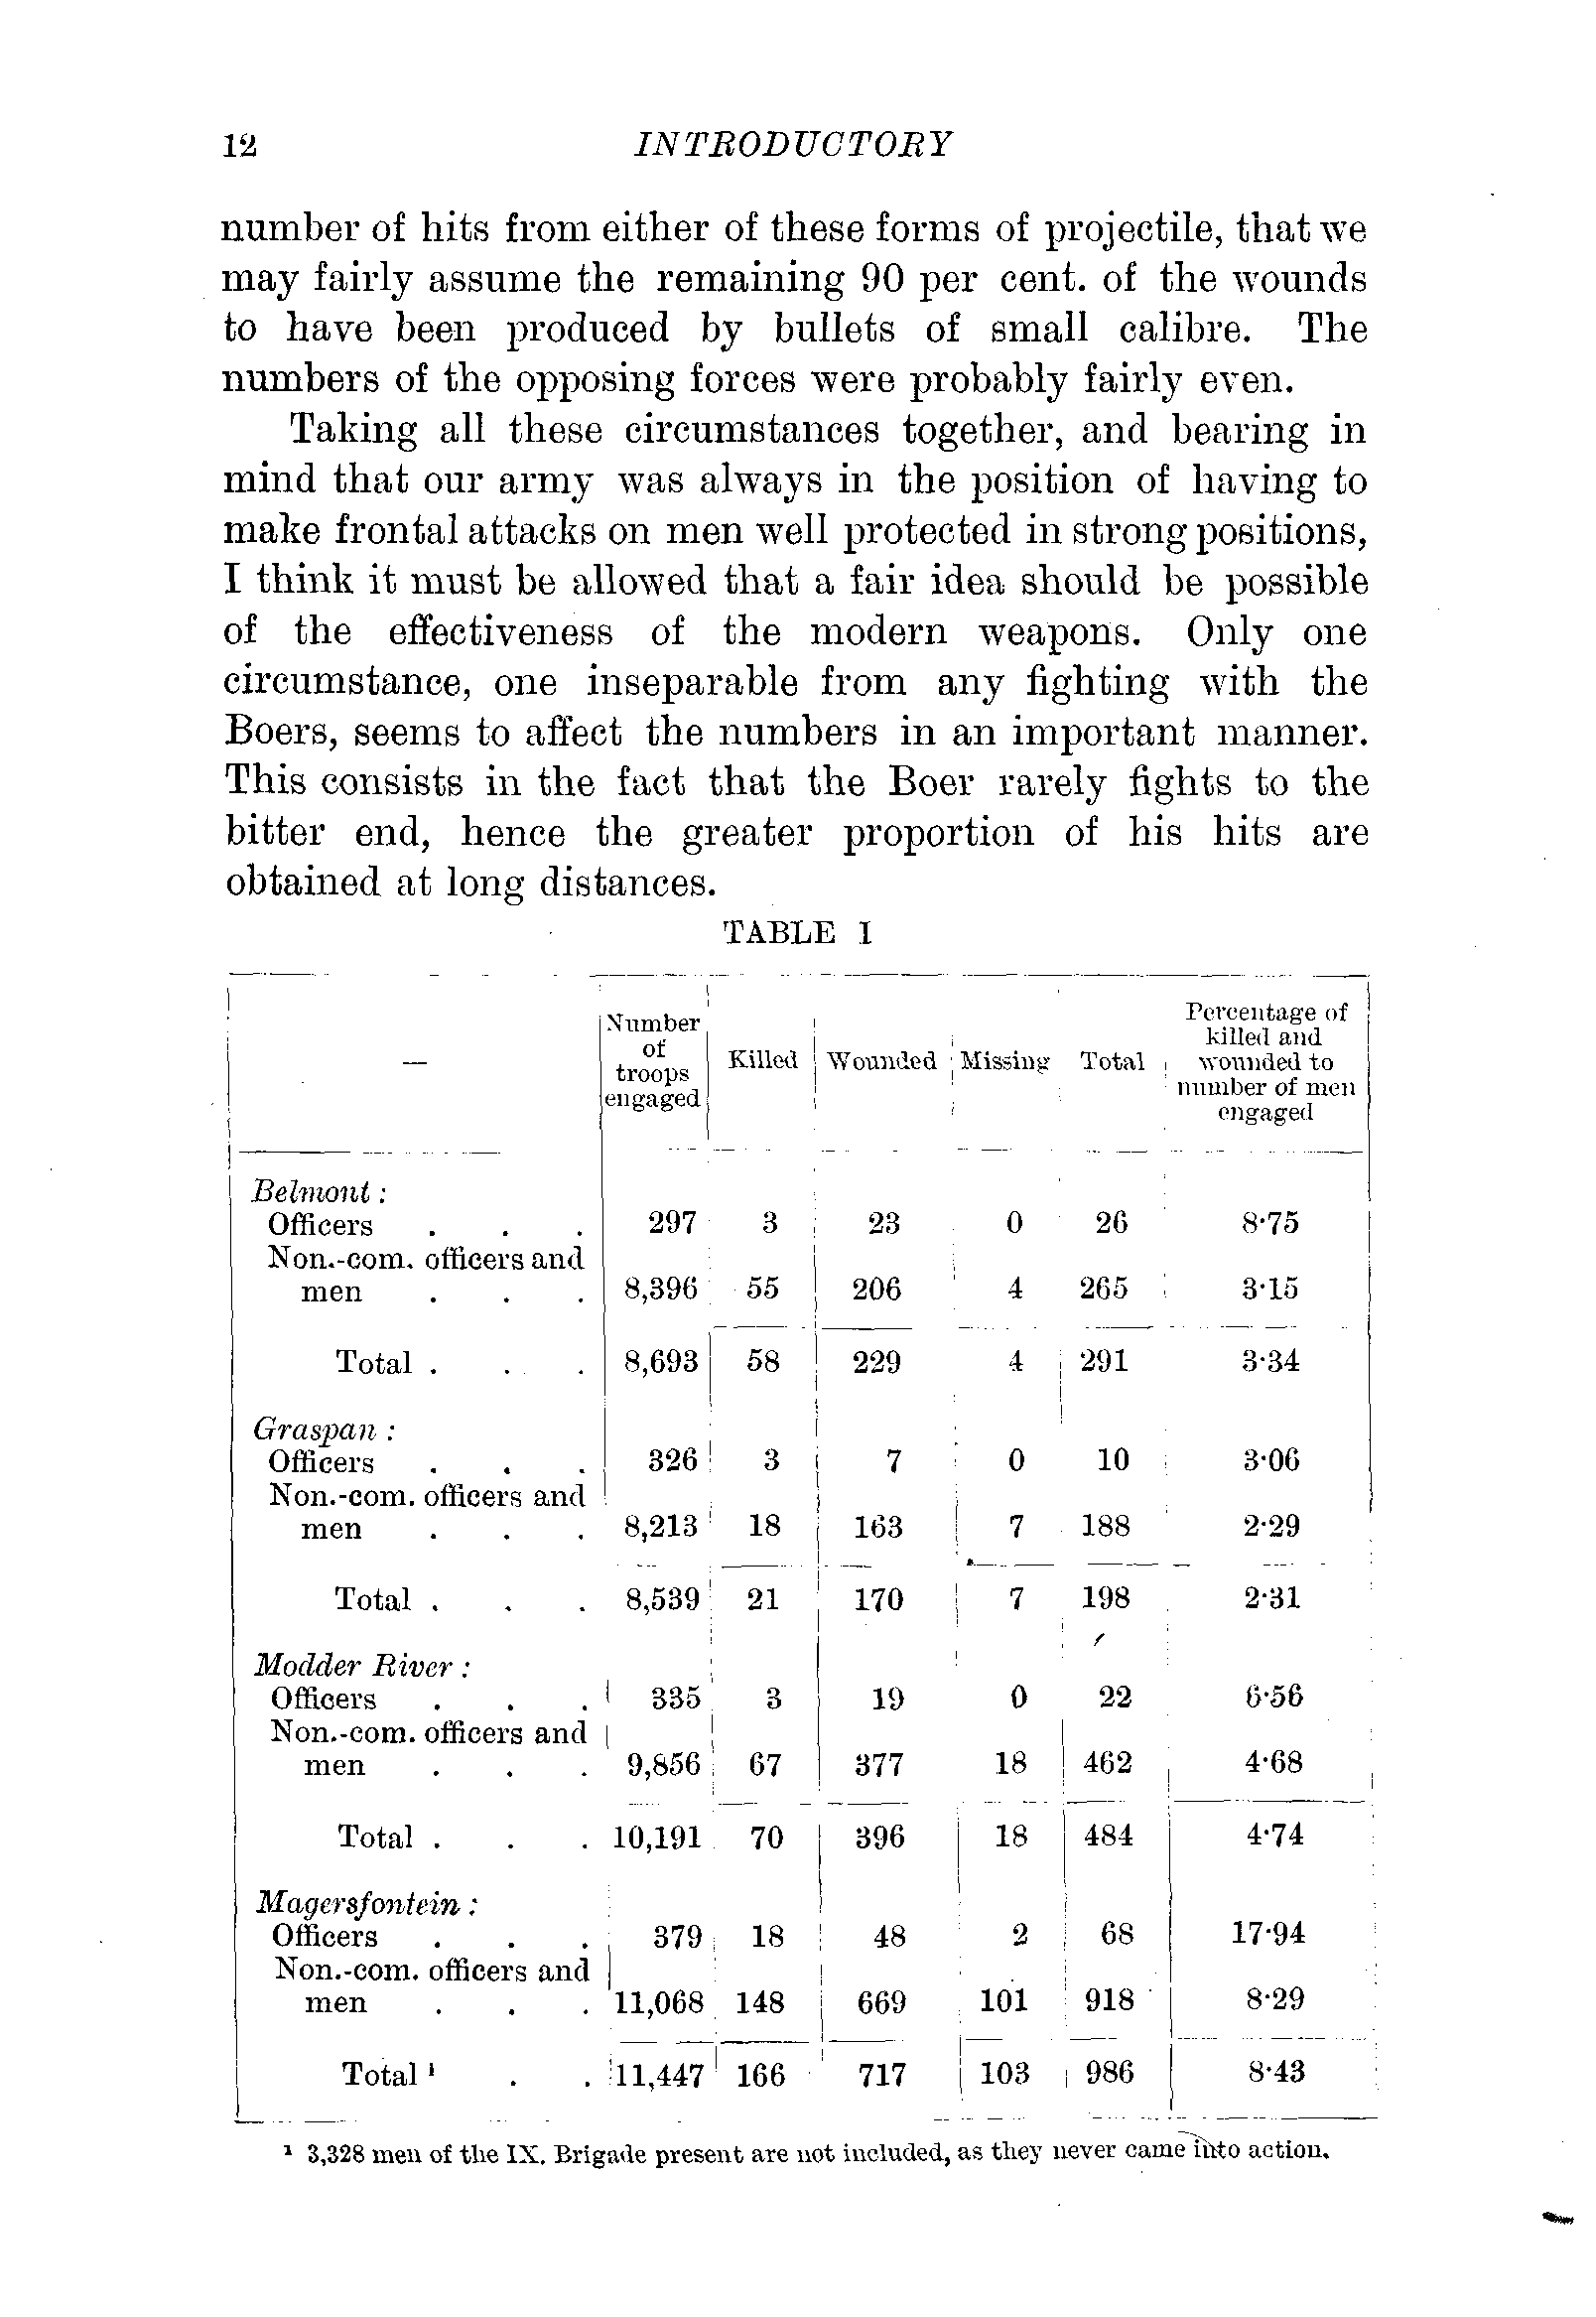 12 INTRODUCTORY
number of hits from either of these forms of projectile, that we
may fairly assume the remaining 90 per cent. of the wounds
to have been produced by bullets of small calibre. The
numbers of the opposing forces were probably fairly even.
Taking all these circumstances together, and bearing in
mind that our army was always in the position of having to
make frontal attacks on men well protected in strong positions,
I think it must be allowed that a fair idea should be possible
of the effectiveness of the modern weapons. Only one
circumstance, one inseparable from any fighting with the
Boers, seems to affect the numbers in an important manner.
This consists in the fact that the Boer rarely fights to the
bitter end, hence the greater proportion of his hits are
obtained at long distances.
TABLE I
— Number of troops engaged Killed Wounded Missing Total Percentage of killed and wounded to number of men engaged
Belmont :
Officers . . . 297 3 23 0 26 8·75
Non.-com. officers and
men . . . 8,396 55 206 4 265 3·15
Total . . . 8,693 58 229 4 291 3·34
Graspan :
Officers . . . 326 3 7 0 10 3·06
Non.-com. officers and
men . . . 8,213 18 163 7 188 2·29
Total . . . 8,539 21 170 7 198 2·31
Modder River :
Officers . . . 335 3 19 0 22 6·56
Non.-com. officers and
men . . . 9,856 67 377 18 462 4·68
Total . . . 10,191 70 396 18 484 4·74
Magersfontein :
Officers . . . 379 18 48 2 68 17·94
Non.-com. officers and
men . . . 11,068 148 669 101 918 8·29
Total ¹ . . 11,447 166 717 103 986 8·43
¹ 3,328 men of the IX. Brigade present are not included, as they never came into action.